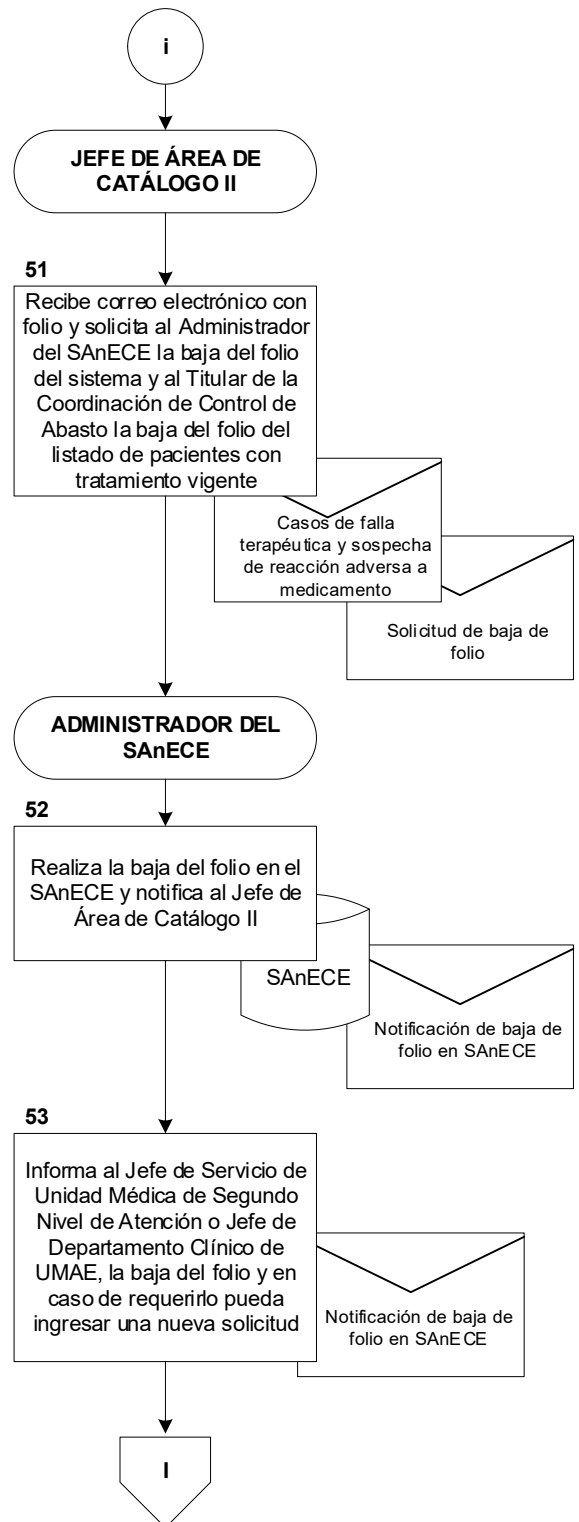 i
JEFE DE ÁREA DE
CATÁLOGO II
51
Recibe correo electrónico con
folio y solicita al Administrador
del SAnECE la baja del folio
del sistema y al Titular de la
Coordinación de Control de
Abasto la baja del folio del
listado de pacientes con
tratamiento vigente
Casos de falla
terapéutica y sospecha
de reacción adversa a
medicamento
Solicitud de baja de
folio
ADMINISTRADOR DEL
SAnECE
52
Realiza la baja del folio en el
SAnECE y notifica al Jefe de
Área de Catálogo II
SAnECE
Notificación de baja de
folio en SAnECE
53
Informa al Jefe de Servicio de
Unidad Médica de Segundo
Nivel de Atención o Jefe de
Departamento Clínico de
UMAE, la baja del folio y en
caso de requerirlo pueda
ingresar una nueva solicitud
Notificación de baja de
folio en SAnECE
I